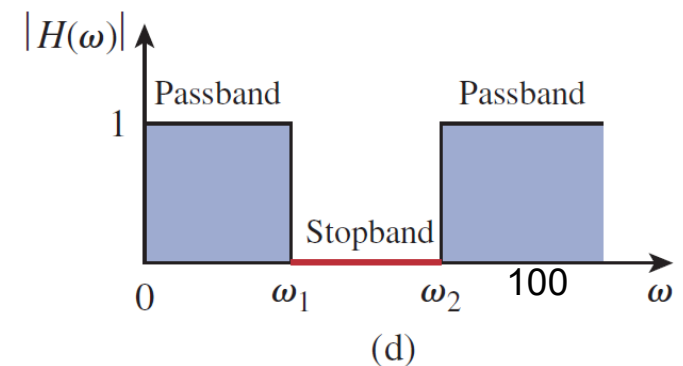 |H(ω)|
Passband Passband
1
Stopband
0 ω₁ ω₂ 100 ω
(d)